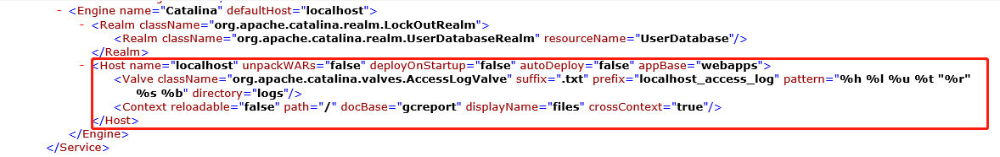 - <Engine name="Catalina" defaultHost="localhost">
- <Realm className="org.apache.catalina.realm.LockOutRealm">
<Realm className="org.apache.catalina.realm.UserDatabaseRealm" resourceName="UserDatabase"/>
</Realm>
- <Host name="localhost" unpackWARs="false" deployOnStartup="false" autoDeploy="false" appBase="webapps">
<Valve className="org.apache.catalina.valves.AccessLogValve" suffix=".txt" prefix="localhost_access_log" pattern="%h %l %u %t "%r"
%s %b" directory="logs"/>
<Context reloadable="false" path="/" docBase="gcreport" displayName="files" crossContext="true"/>
</Host>
</Engine>
</Service>